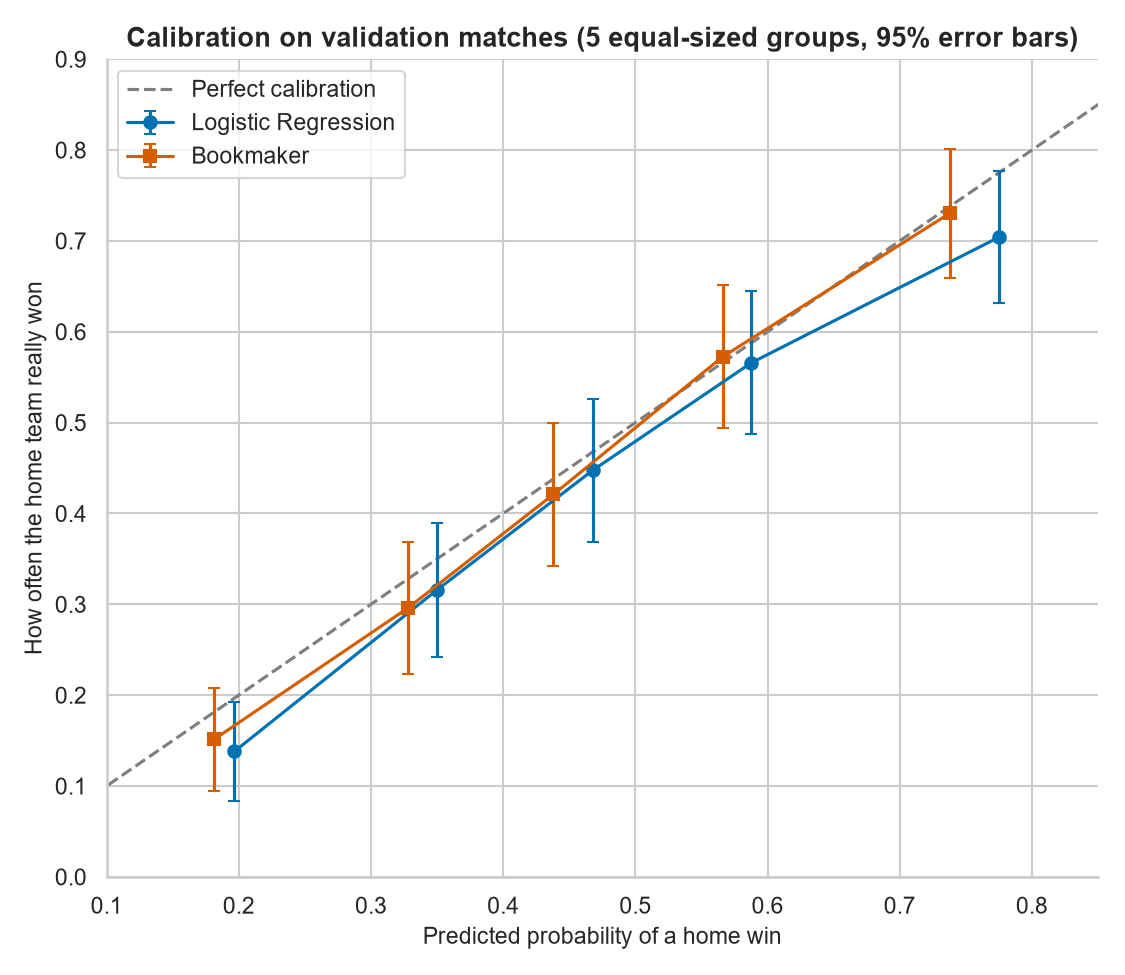 Calibration on validation matches (5 equal-sized groups, 95% error bars)
Perfect calibration
Logistic Regression
Bookmaker
How often the home team really won
0.9
0.8
0.7
0.6
0.5
0.4
0.3
0.2
0.1
0.0
0.1 0.2 0.3 0.4 0.5 0.6 0.7 0.8
Predicted probability of a home win